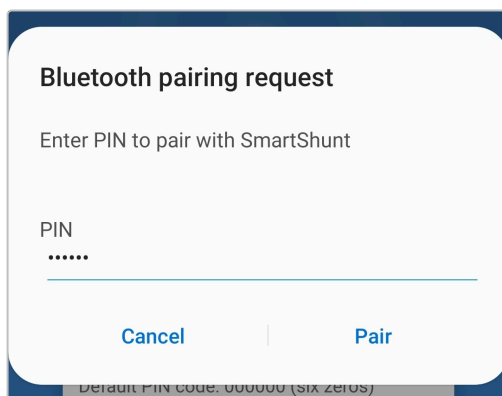 Bluetooth pairing request
Enter PIN to pair with SmartShunt
PIN
••••••
Cancel
Pair
Default PIN code: 000000 (six zeros)